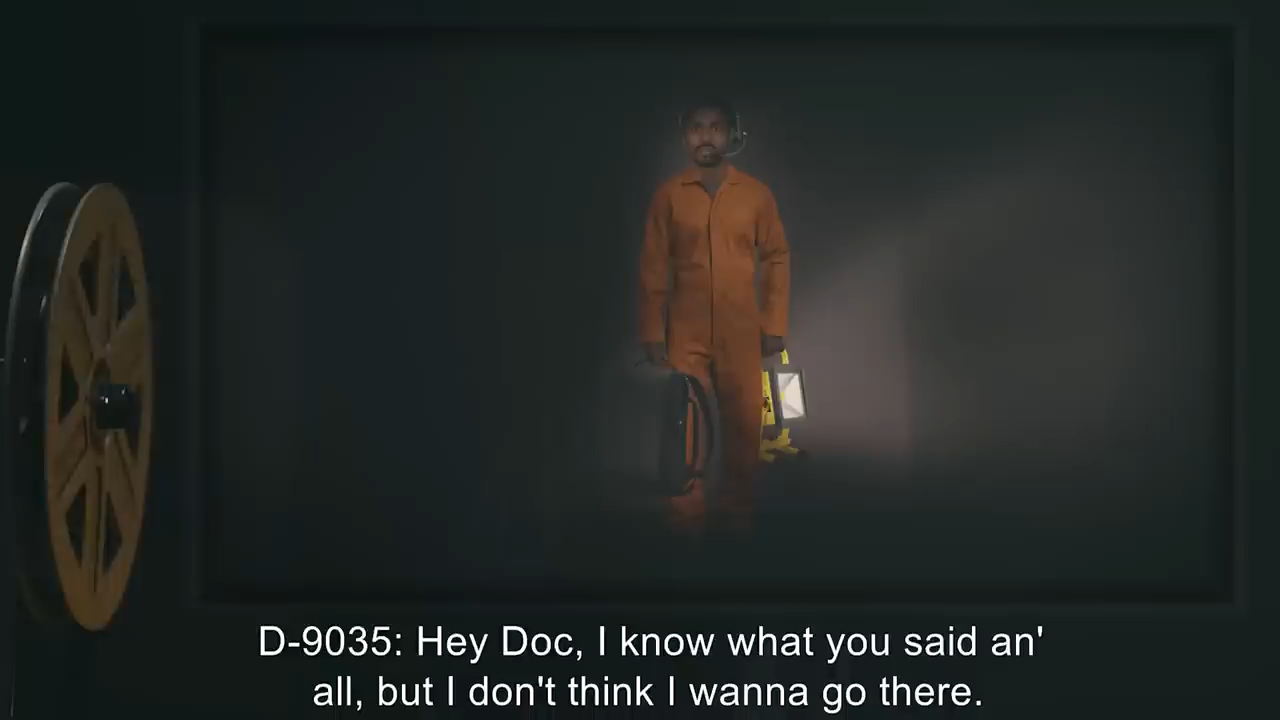 D-9035: Hey Doc, I know what you said an'
all, but I don't think I wanna go there.